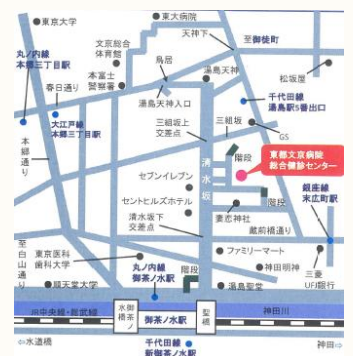 東京大学
東大病院
天神下
至御徒町
丸ノ内線
本郷三丁目駅
文京総合
体育館
鳥居
本富士
警察署
湯島天神
松坂屋
春日通り
湯島天神入口
千代田線
湯島駅5番出口
大江戸線
本郷三丁目駅
三組坂上
交差点
三組坂
GS
本郷通り
清水坂
階段
東都文京病院
総合健診センター
セブンイレブン
セントヒルズホテル
階段
銀座線
末広町駅
妻恋神社
清水坂下
交差点
蔵前橋通り
至白山通り
東京医科
歯科大学
ファミリーマート
丸ノ内線
御茶ノ水駅
階段
神田明神
三菱
UFJ銀行
順天堂大学
湯島聖堂
JR中央線・総武線
御茶ノ水橋
御茶ノ水駅
聖橋
神田川
⇦水道橋
千代田線
新御茶ノ水駅
神田⇨